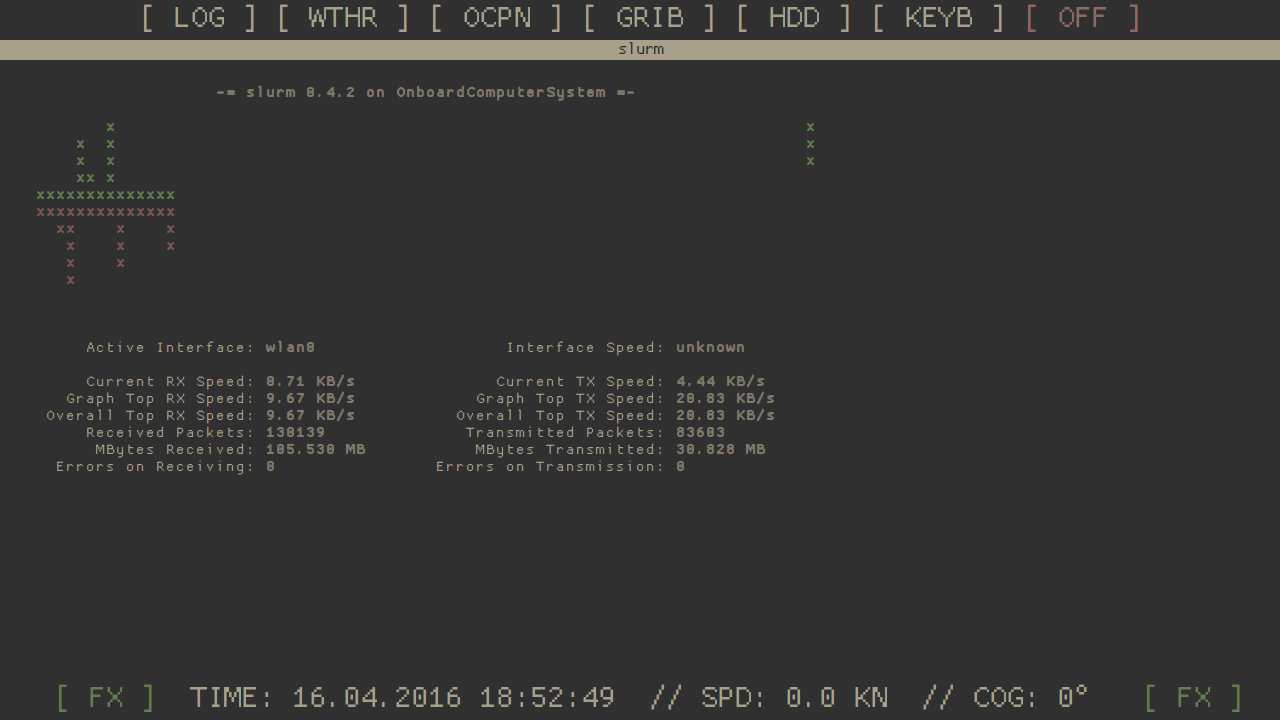 [ LOG ] [ WTHR ] [ OCPN ] [ GRIB ] [ HDD ] [ KEYB ] [ OFF ]
slurm
-= slurm 0.4.2 on OnboardComputerSystem =-
x x
x x x
x x x
xx x
xxxxxxxxxxxxxx
xxxxxxxxxxxxxx
xx x x
x x x
x x
x
Active Interface: wlan0 Interface Speed: unknown
Current RX Speed: 0.71 KB/s Current TX Speed: 4.44 KB/s
Graph Top RX Speed: 9.67 KB/s Graph Top TX Speed: 20.83 KB/s
Overall Top RX Speed: 9.67 KB/s Overall Top TX Speed: 20.83 KB/s
Received Packets: 130139 Transmitted Packets: 83603
MBytes Received: 105.530 MB MBytes Transmitted: 30.828 MB
Errors on Receiving: 0 Errors on Transmission: 0
[ FX ] TIME: 16.04.2016 18:52:49 // SPD: 0.0 KN // COG: 0° [ FX ]